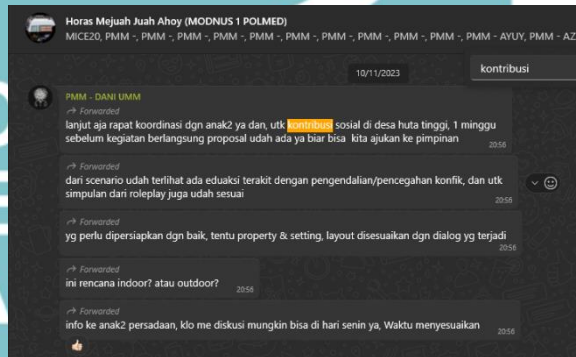 Horas Mejuah Juah Ahoy (MODNUS 1 POLMED)
MICE20, PMM -, PMM -, PMM -, PMM -, PMM -, PMM -, PMM -, PMM -, PMM -, PMM - AYUY, PMM - AZ
10/11/2023
kontribusi
PMM - DANI UMM
Forwarded
lanjut aja rapat koordinasi dgn anak2 ya dan, utk kontribusi sosial di desa huta tinggi, 1 minggu
sebelum kegiatan berlangsung proposal udah ada ya biar bisa kita ajukan ke pimpinan
20:56
Forwarded
dari scenario udah terlihat ada eduaksi terakit dengan pengendalian/pencegahan konfik, dan utk
simpulan dari roleplay juga udah sesuai
20:56
Forwarded
yg perlu dipersiapkan dgn baik, tentu property & setting, layout disesuaikan dgn dialog yg terjadi
20:56
Forwarded
ini rencana indoor? atau outdoor?
20:56
Forwarded
info ke anak2 persadaan, klo me diskusi mungkin bisa di hari senin ya, Waktu menyesuaikan
20:56